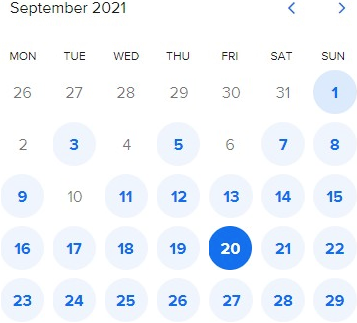 September 2021
MON TUE WED THU FRI SAT SUN
26 27 28 29 30 31 1
2 3 4 5 6 7 8
9 10 11 12 13 14 15
16 17 18 19 20 21 22
23 24 25 26 27 28 29